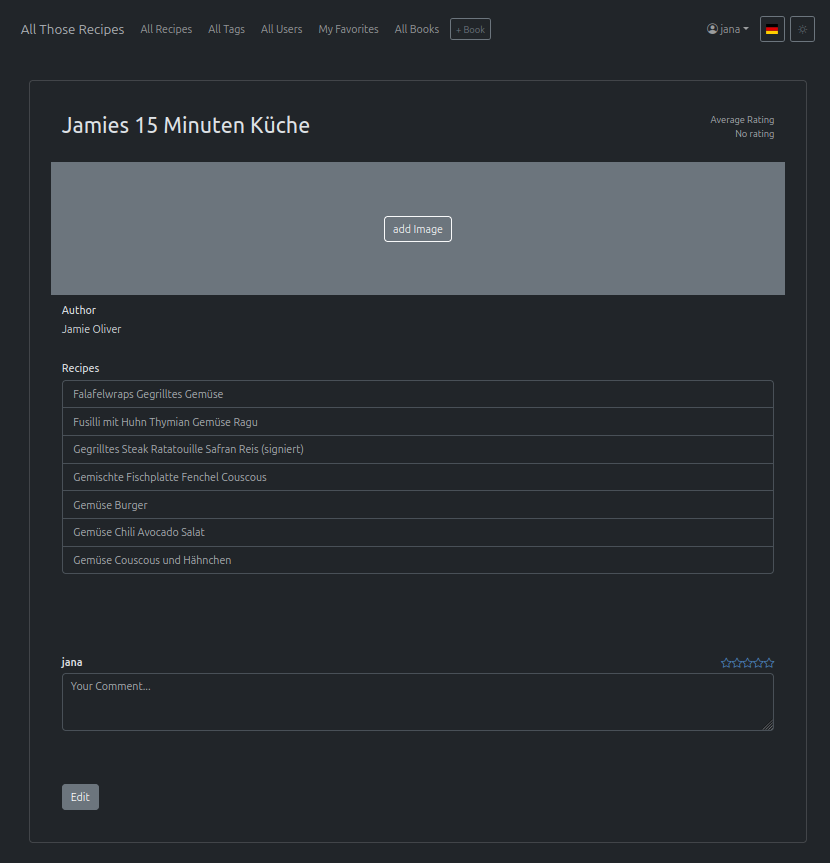 All Those Recipes All Recipes All Tags All Users My Favorites All Books + Book jana
Jamies 15 Minuten Küche
Average Rating
No rating
add Image
Author
Jamie Oliver
Recipes
Falafelwraps Gegrilltes Gemüse
Fusilli mit Huhn Thymian Gemüse Ragu
Gegrilltes Steak Ratatouille Safran Reis (signiert)
Gemischte Fischplatte Fenchel Couscous
Gemüse Burger
Gemüse Chili Avocado Salat
Gemüse Couscous und Hähnchen
jana
Your Comment...
Edit